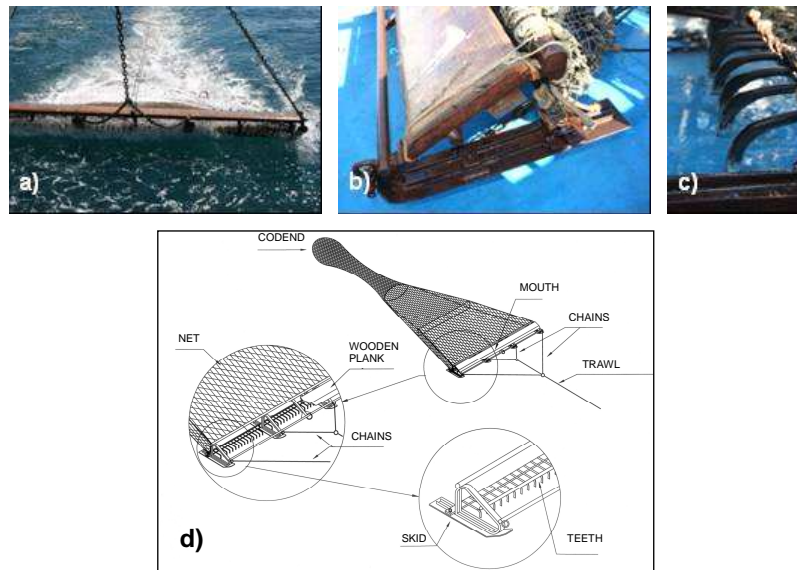 a)
b)
c)
CODEND
MOUTH
CHAINS
NET
WOODEN
PLANK
TRAWL
CHAINS
d)
SKID
TEETH